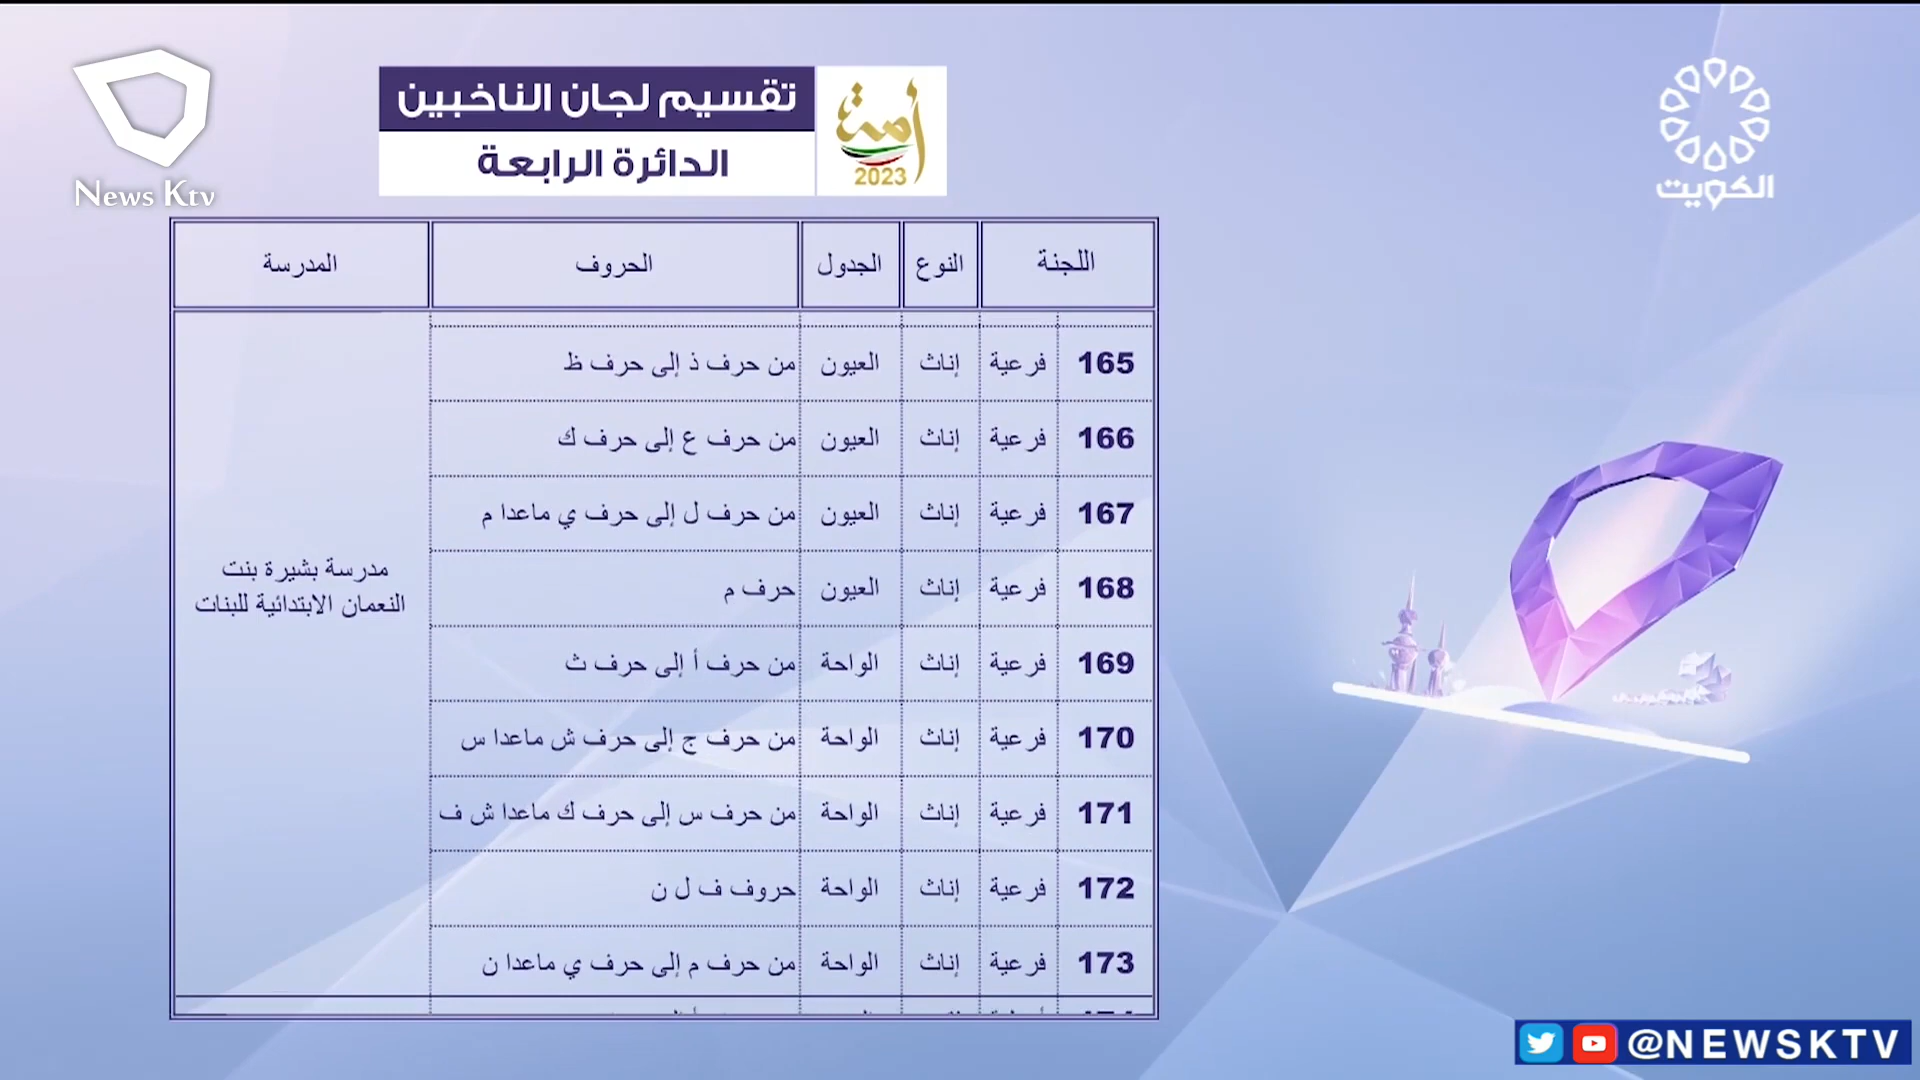 News Ktv
تقسيم لجان الناخبين
الدائرة الرابعة
أمة
2023
الكويت
اللجنة النوع الجدول الحروف المدرسة
165 فرعية إناث العيون من حرف ذ إلى حرف ظ
166 فرعية إناث العيون من حرف ع إلى حرف ك
167 فرعية إناث العيون من حرف ل إلى حرف ي ماعدا م
168 فرعية إناث العيون حرف م
169 فرعية إناث الواحة من حرف أ إلى حرف ث
170 فرعية إناث الواحة من حرف ج إلى حرف ش ماعدا س
171 فرعية إناث الواحة من حرف س إلى حرف ك ماعدا ش ف
172 فرعية إناث الواحة حروف ف ل ن
173 فرعية إناث الواحة من حرف م إلى حرف ي ماعدا ن
مدرسة بشيرة بنت
النعمان الابتدائية للبنات
@NEWSKTV